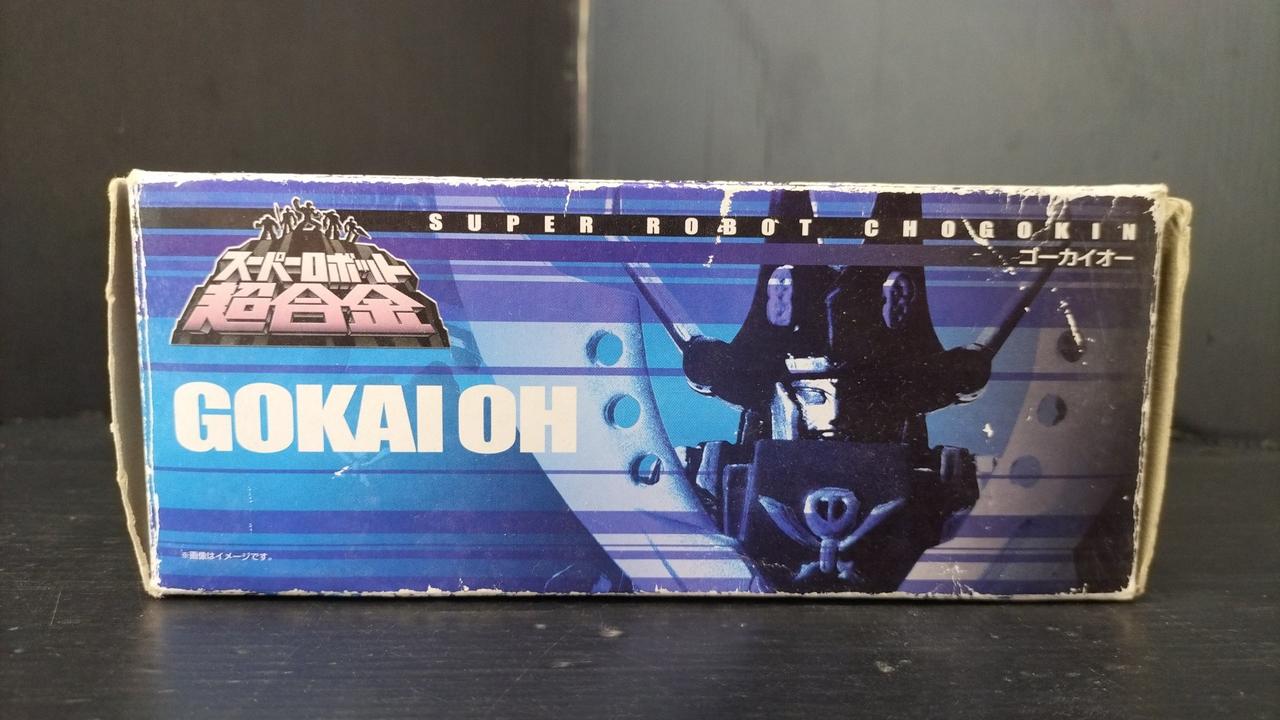 SUPER ROBOT CHOGOKIN
ゴーカイオー
スーパーロボット
超合金
GOKAI OH
※画像はイメージです。